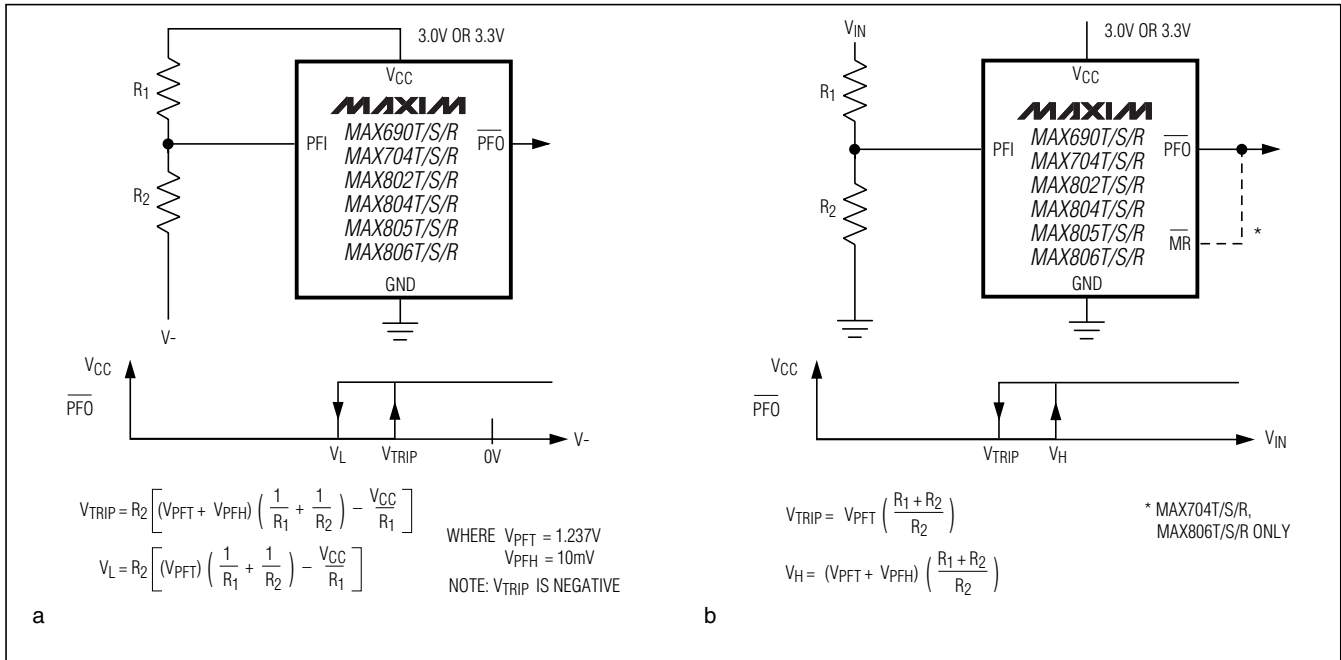 3.0V OR 3.3V
VCC
R1
MAXIM
MAX690T/S/R
MAX704T/S/R
MAX802T/S/R
MAX804T/S/R
MAX805T/S/R
MAX806T/S/R
PFI
PFO
R2
GND
V-
VCC
PFO
VL
VTRIP
0V
V-
VTRIP = R2 [(VPFT + VPFH) (1/R1 + 1/R2) – VCC/R1]
VL = R2 [(VPFT) (1/R1 + 1/R2) – VCC/R1]
WHERE VPFT = 1.237V
VPFH = 10mV
NOTE: VTRIP IS NEGATIVE
a
VIN
3.0V OR 3.3V
VCC
R1
MAXIM
MAX690T/S/R
MAX704T/S/R
MAX802T/S/R
MAX804T/S/R
MAX805T/S/R
MAX806T/S/R
PFI
PFO
R2
MR
*
GND
VCC
PFO
VTRIP
VH
VIN
VTRIP = VPFT (R1 + R2/R2)
VH = (VPFT + VPFH) (R1 + R2/R2)
* MAX704T/S/R,
MAX806T/S/R ONLY
b